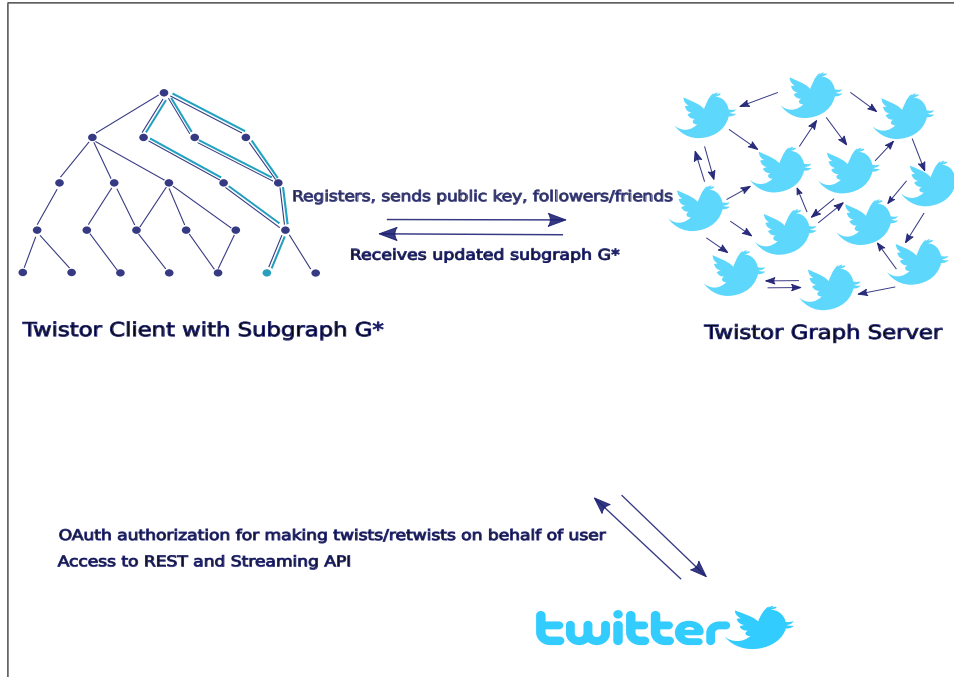 Registers, sends public key, followers/friends
Receives updated subgraph G*
Twistor Client with Subgraph G*
Twistor Graph Server
OAuth authorization for making twists/retwists on behalf of user
Access to REST and Streaming API
twitter